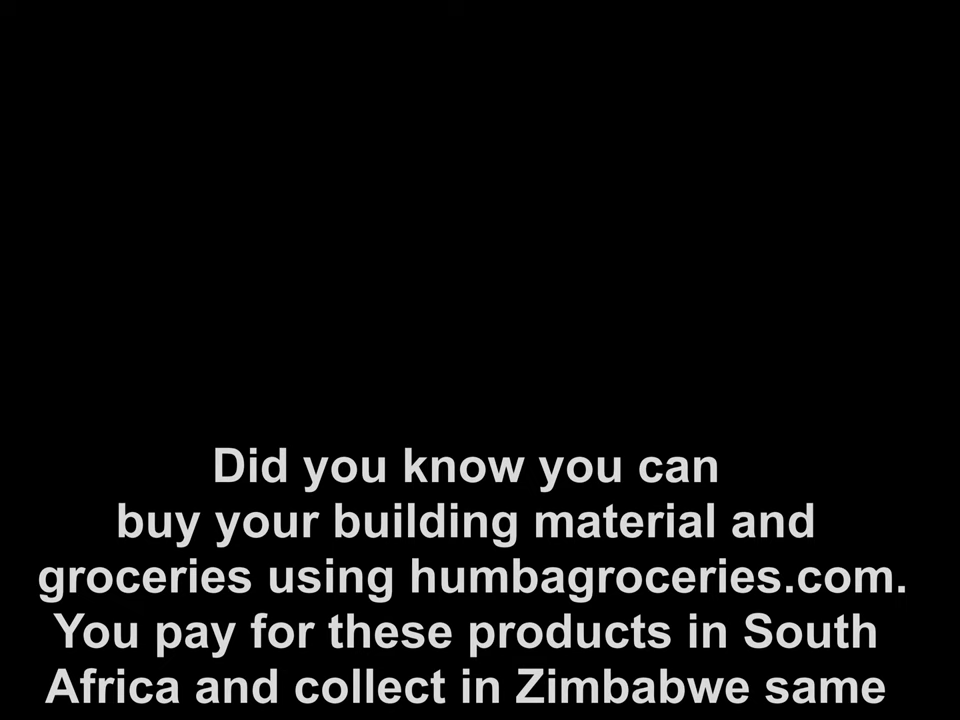 Did you know you can
buy your building material and
groceries using humbagroceries.com.
You pay for these products in South
Africa and collect in Zimbabwe same